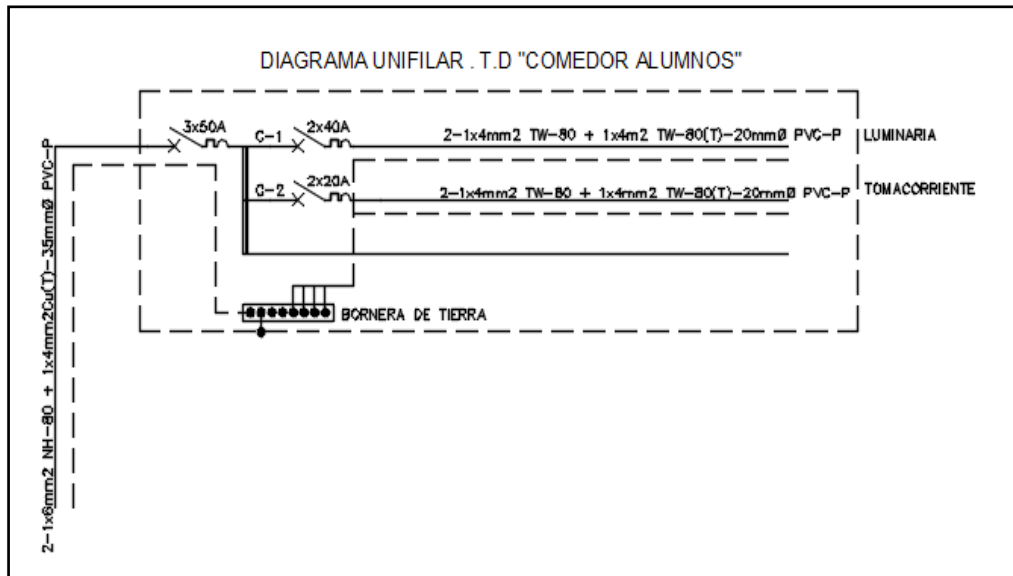 DIAGRAMA UNIFILAR . T.D "COMEDOR ALUMNOS"
3x50A
C-1
2x40A
2-1x4mm2 TW-80 + 1x4m2 TW-80(T)-20mmØ PVC-P
LUMINARIA
C-2
2x20A
2-1x4mm2 TW-80 + 1x4m2 TW-80(T)-20mmØ PVC-P
TOMACORRIENTE
BORNERA DE TIERRA
2-1x6mm2 NH-80 + 1x4mm2Cu(T)-35mmØ PVC-P